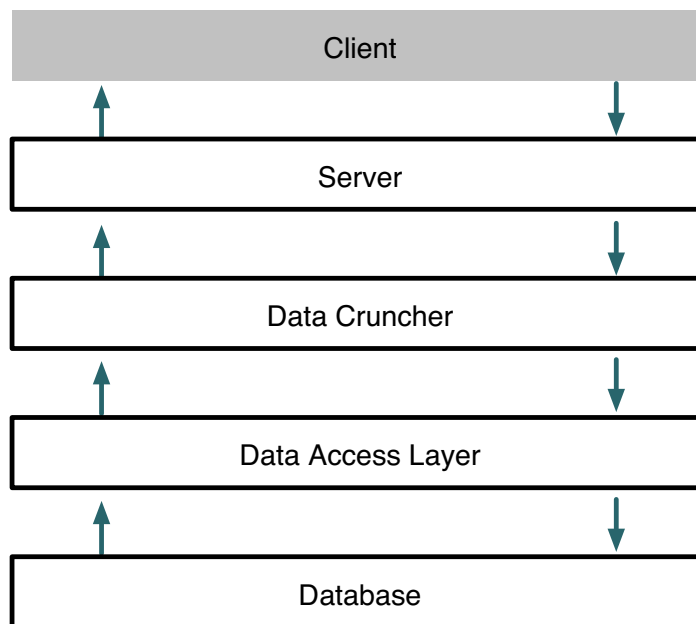 Client
Server
Data Cruncher
Data Access Layer
Database